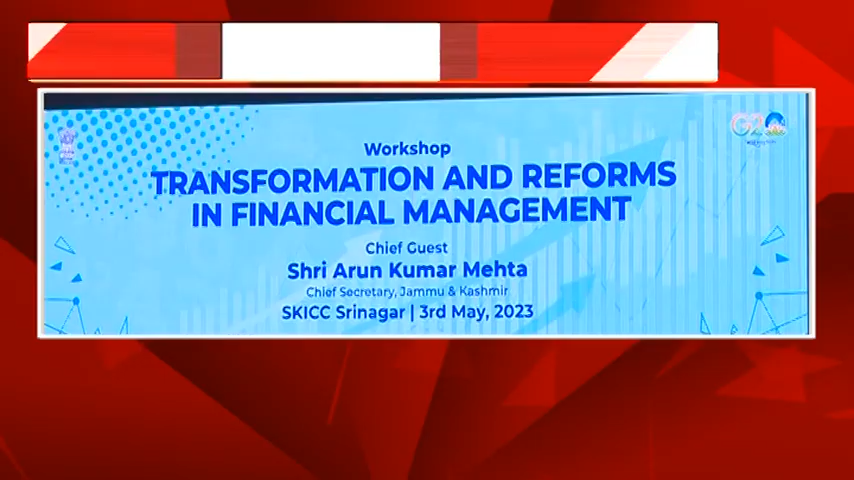 G20
Workshop
TRANSFORMATION AND REFORMS
IN FINANCIAL MANAGEMENT
Chief Guest
Shri Arun Kumar Mehta
Chief Secretary, Jammu & Kashmir
SKICC Srinagar | 3rd May, 2023